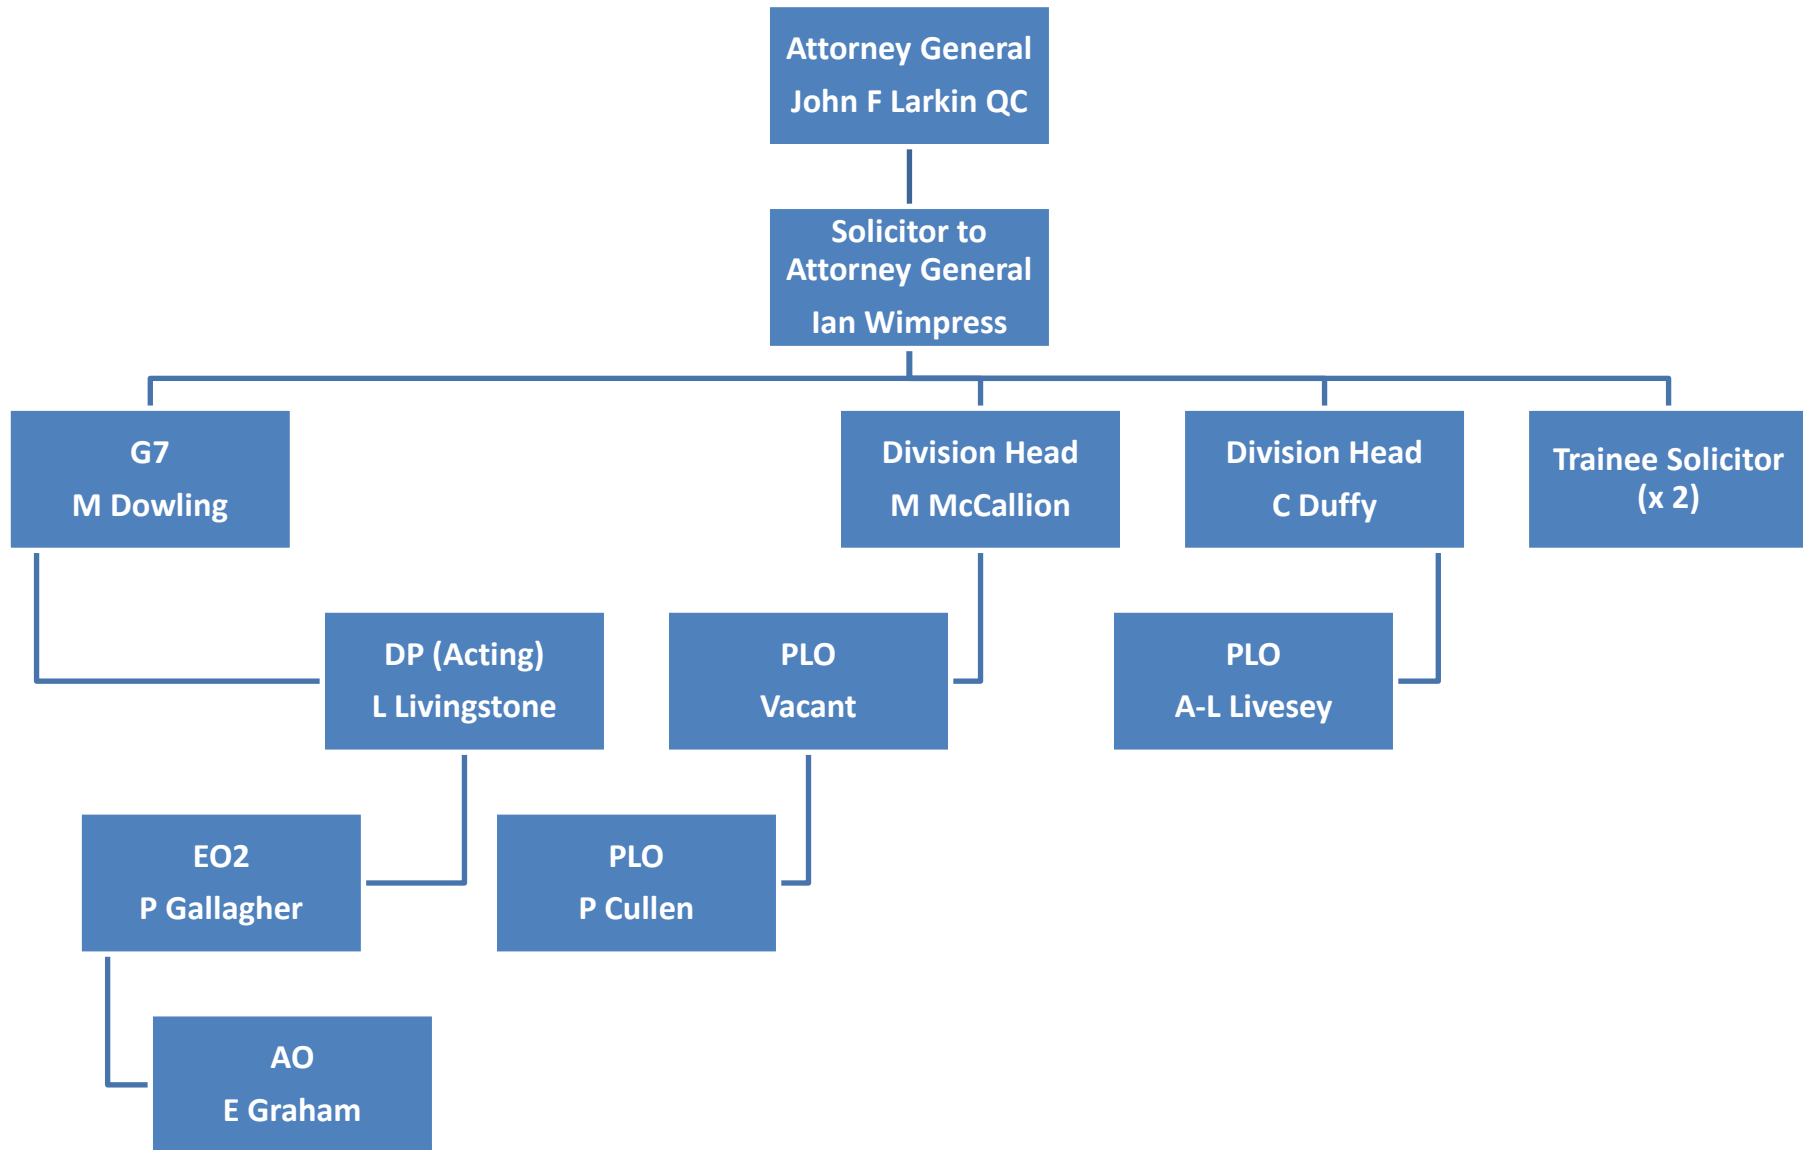 Attorney General
John F Larkin QC
Solicitor to
Attorney General
Ian Wimpress
G7
M Dowling
Division Head
M McCallion
Division Head
C Duffy
Trainee Solicitor
(x 2)
DP (Acting)
L Livingstone
PLO
Vacant
PLO
A-L Livesey
EO2
P Gallagher
PLO
P Cullen
AO
E Graham